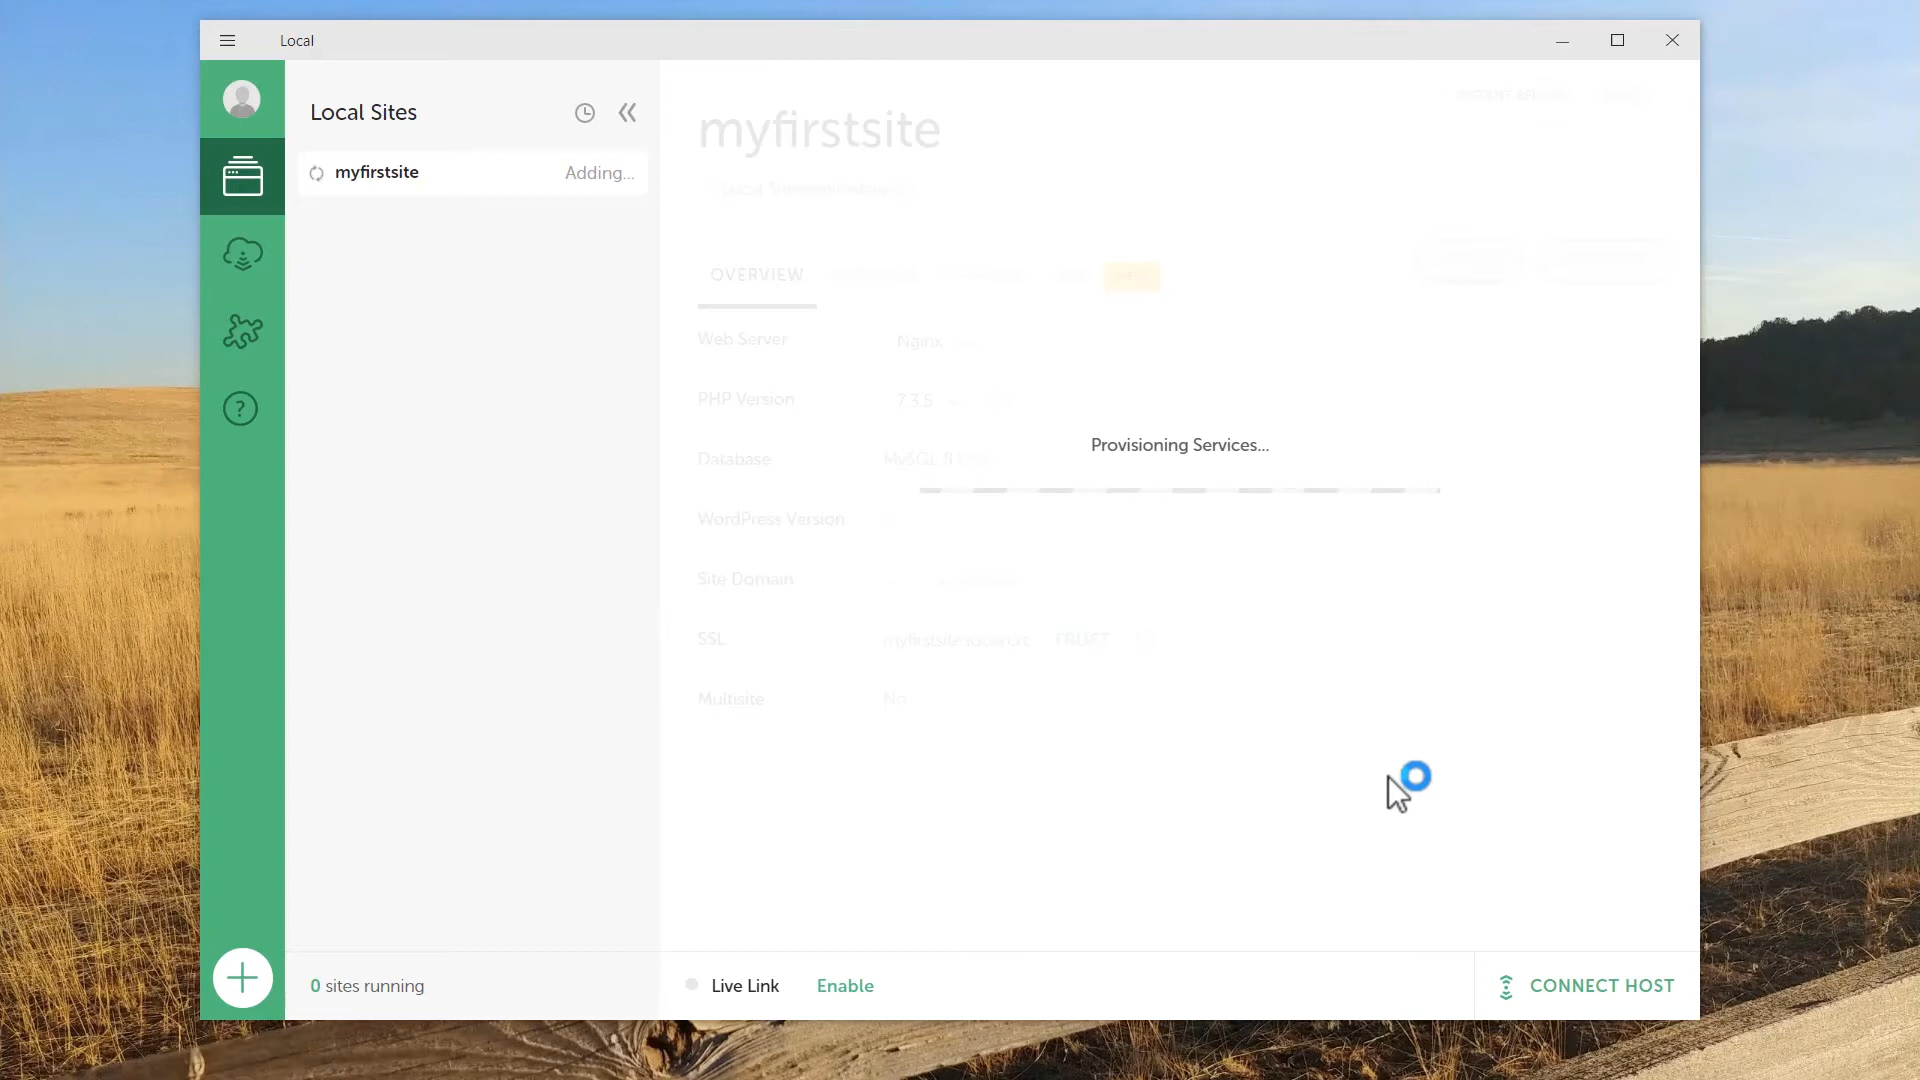 Local
Local Sites
myfirstsite
Adding...
myfirstsite
OVERVIEW
Web Server
Nginx
PHP Version
7.3.5
Provisioning Services...
Database
WordPress Version
Site Domain
SSL
Multisite
No
0 sites running
Live Link
Enable
CONNECT HOST